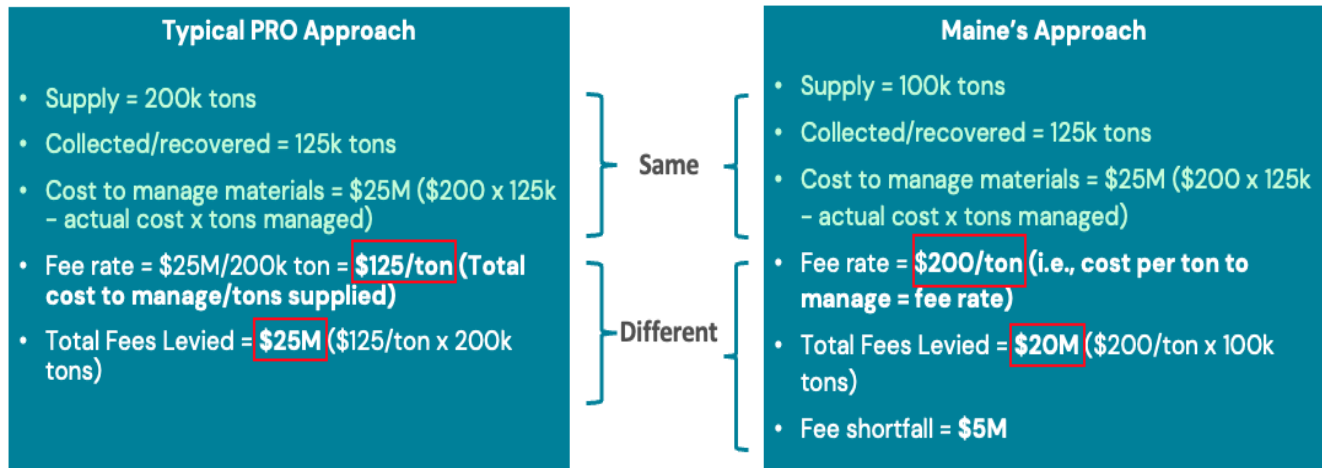 Typical PRO Approach
• Supply = 200k tons
• Collected/recovered = 125k tons
• Cost to manage materials = $25M ($200 x 125k
– actual cost x tons managed)
• Fee rate = $25M/200k ton = $125/ton (Total
cost to manage/tons supplied)
• Total Fees Levied = $25M ($125/ton x 200k
tons)
Same
Different
Maine's Approach
• Supply = 100k tons
• Collected/recovered = 125k tons
• Cost to manage materials = $25M ($200 x 125k
– actual cost x tons managed)
• Fee rate = $200/ton (i.e., cost per ton to
manage = fee rate)
• Total Fees Levied = $20M ($200/ton x 100k
tons)
• Fee shortfall = $5M